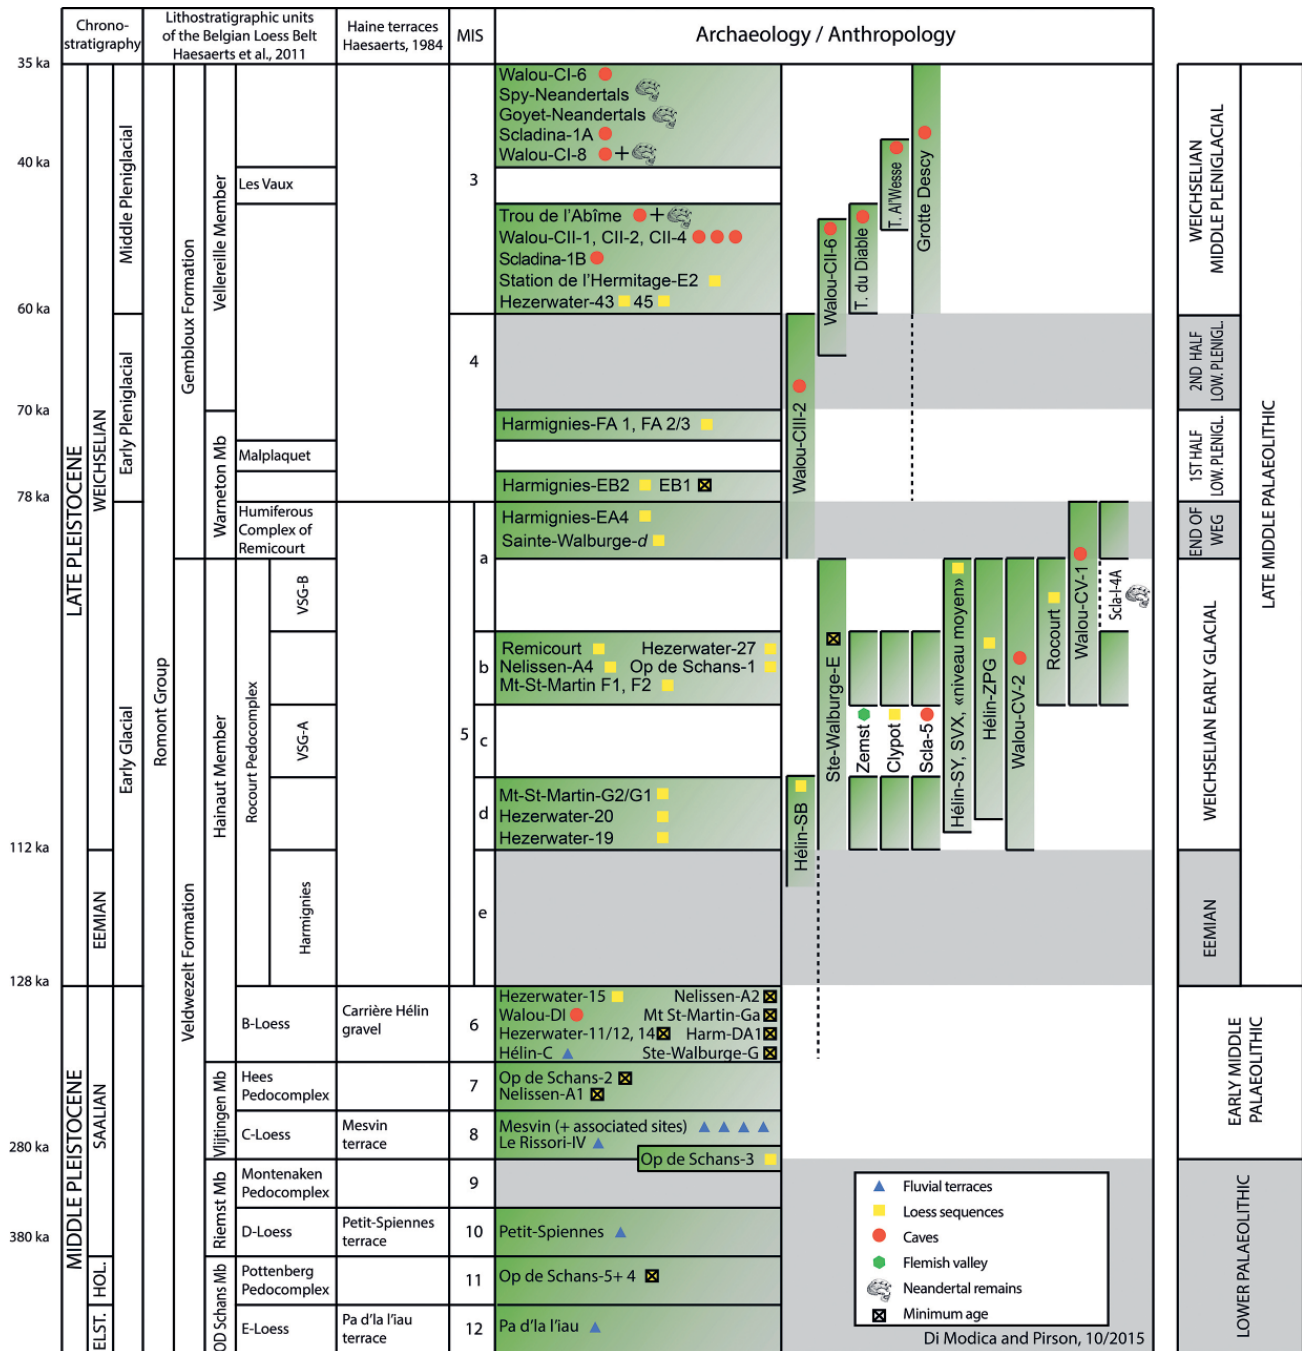 Chrono-
stratigraphy
Lithostratigraphic units
of the Belgian Loess Belt
Haesaerts et al., 2011
Haine terraces
Haesaerts, 1984
MIS
Archaeology / Anthropology
35 ka
40 ka
60 ka
70 ka
78 ka
112 ka
128 ka
280 ka
380 ka
LATE PLEISTOCENE
MIDDLE PLEISTOCENE
WEICHSELIAN
EEMIAN
SAALIAN
HOL.
ELST.
Middle Pleniglacial
Early Pleniglacial
Early Glacial
Gembloux Formation
Romont Group
Veldwezelt Formation
Vellereille Member
Warneton Mb
Hainaut Member
Vlijtingen Mb
Riemst Mb
OD Schans Mb
Les Vaux
Malplaquet
Humiferous
Complex of
Remicourt
Rocourt Pedocomplex
VSG-B
VSG-A
Harmignies
B-Loess
Hees
Pedocomplex
C-Loess
Montenaken
Pedocomplex
D-Loess
Pottenberg
Pedocomplex
E-Loess
Carrière Hélin
gravel
Mesvin
terrace
Petit-Spiennes
terrace
Pa d'la l'iau
terrace
3
4
5
a
b
c
d
e
6
7
8
9
10
11
12
Walou-CI-6
Spy-Neandertals
Goyet-Neandertals
Scladina-1A
Walou-CI-8 +
Trou de l'Abîme +
Walou-CII-1, CII-2, CII-4
Scladina-1B
Station de l'Hermitage-E2
Hezerwater-43 45
Harmignies-FA 1, FA 2/3
Harmignies-EB2 EB1
Harmignies-EA4
Sainte-Walburge-d
Remicourt Hezerwater-27
Nelissen-A4 Op de Schans-1
Mt-St-Martin F1, F2
Mt-St-Martin-G2/G1
Hezerwater-20
Hezerwater-19
Hezerwater-15 Nelissen-A2
Walou-DI Mt St-Martin-Ga
Hezerwater-11/12, 14 Harm-DA1
Hélin-C Ste-Walburge-G
Op de Schans-2
Nelissen-A1
Mesvin (+ associated sites)
Le Rissori-IV
Op de Schans-3
Petit-Spiennes
Op de Schans-5+ 4
Pa d'la l'iau
Walou-CIII-2
Walou-CII-6
T. du Diable
T. Al'Wesse
Grotte Descy
Hélin-SB
Ste-Walburge-E
Zemst
Clypot
Scla-5
Hélin-SY, SVX, «niveau moyen»
Hélin-ZPG
Walou-CV-2
Rocourt
Walou-CV-1
Scla-I-4A
Fluvial terraces
Loess sequences
Caves
Flemish valley
Neandertal remains
Minimum age
Di Modica and Pirson, 10/2015
WEICHSELIAN
MIDDLE PLENIGLACIAL
2ND HALF
LOW. PLENIGL.
1ST HALF
LOW. PLENIGL.
END OF
WEG
WEICHSELIAN EARLY GLACIAL
EEMIAN
LATE MIDDLE PALAEOLITHIC
EARLY MIDDLE
PALAEOLITHIC
LOWER PALAEOLITHIC